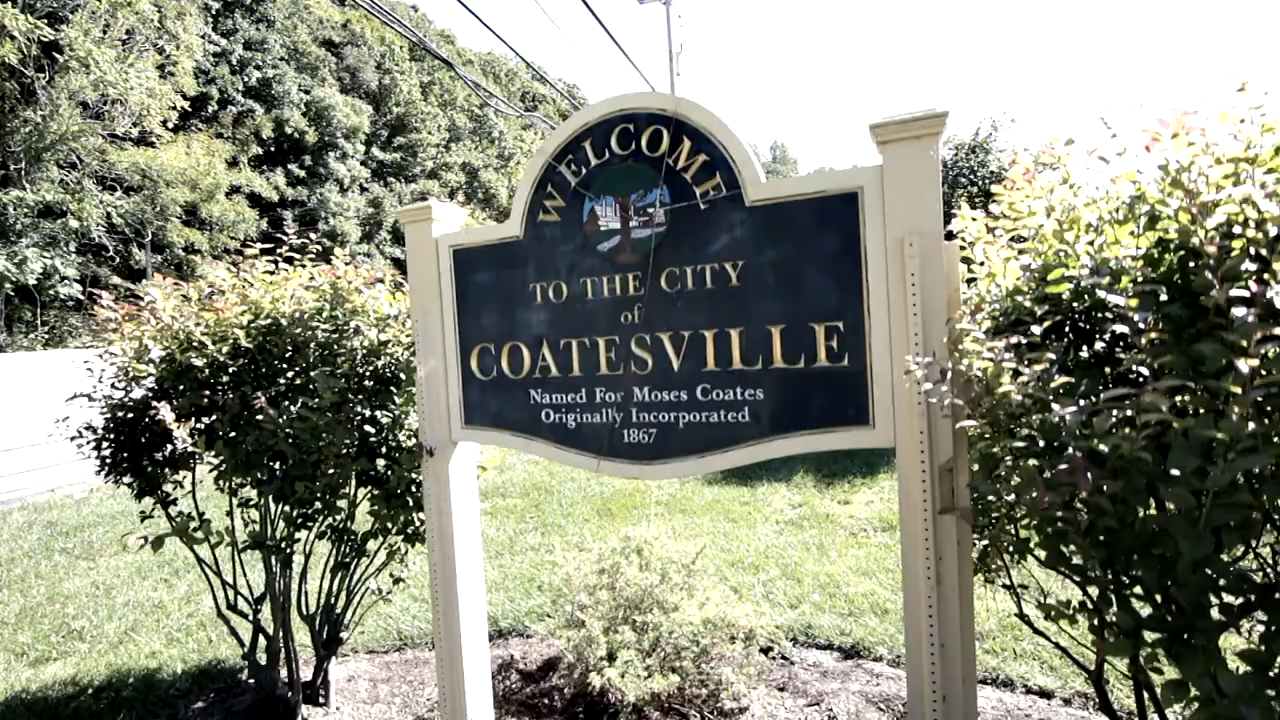 WELCOME
TO THE CITY
of
COATESVILLE
Named For Moses Coates
Originally Incorporated
1867